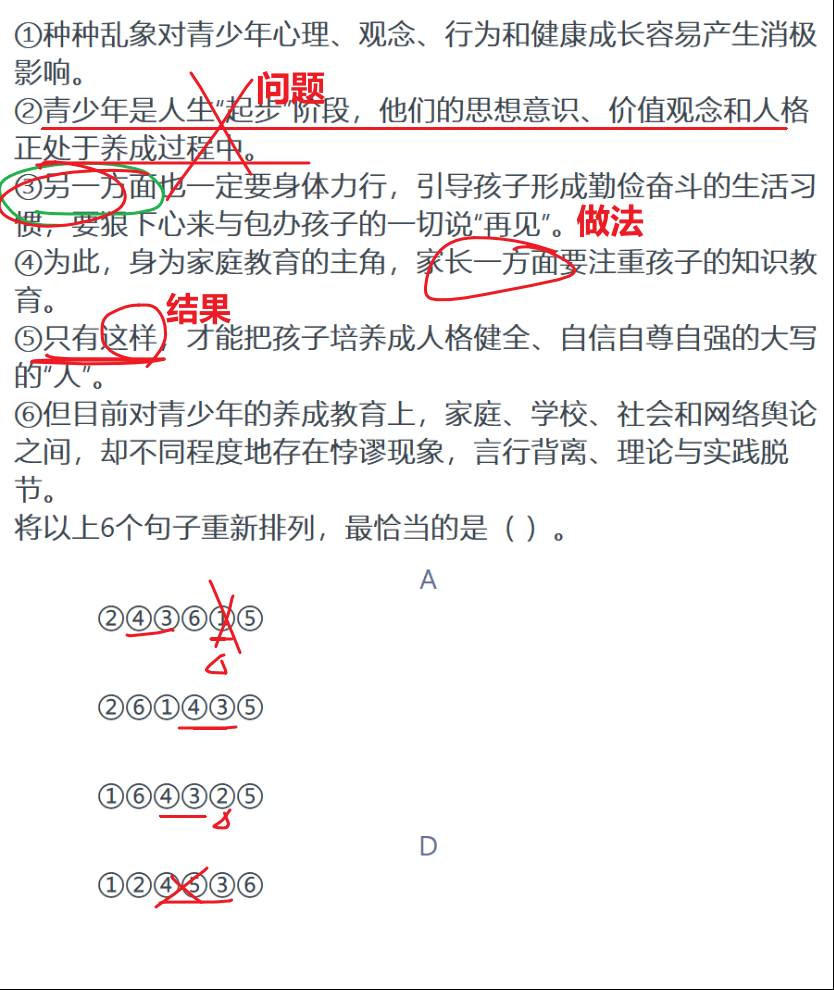 ①种种乱象对青少年心理、观念、行为和健康成长容易产生消极
影响。
问题
②青少年是人生“起步”阶段，他们的思想意识、价值观念和人格
正处于养成过程中。
③另一方面也一定要身体力行，引导孩子形成勤俭奋斗的生活习
惯，要狠下心来与包办孩子的一切说“再见”。做法
④为此，身为家庭教育的主角，家长一方面要注重孩子的知识教
育。
结果
⑤只有这样，才能把孩子培养成人格健全、自信自尊自强的大写
的“人”。
⑥但目前对青少年的养成教育上，家庭、学校、社会和网络舆论
之间，却不同程度地存在悖谬现象，言行背离、理论与实践脱
节。
将以上6个句子重新排列，最恰当的是（ ）。
A
②④③⑥①⑤
②⑥①④③⑤
①⑥④③②⑤
D
①②④⑤③⑥